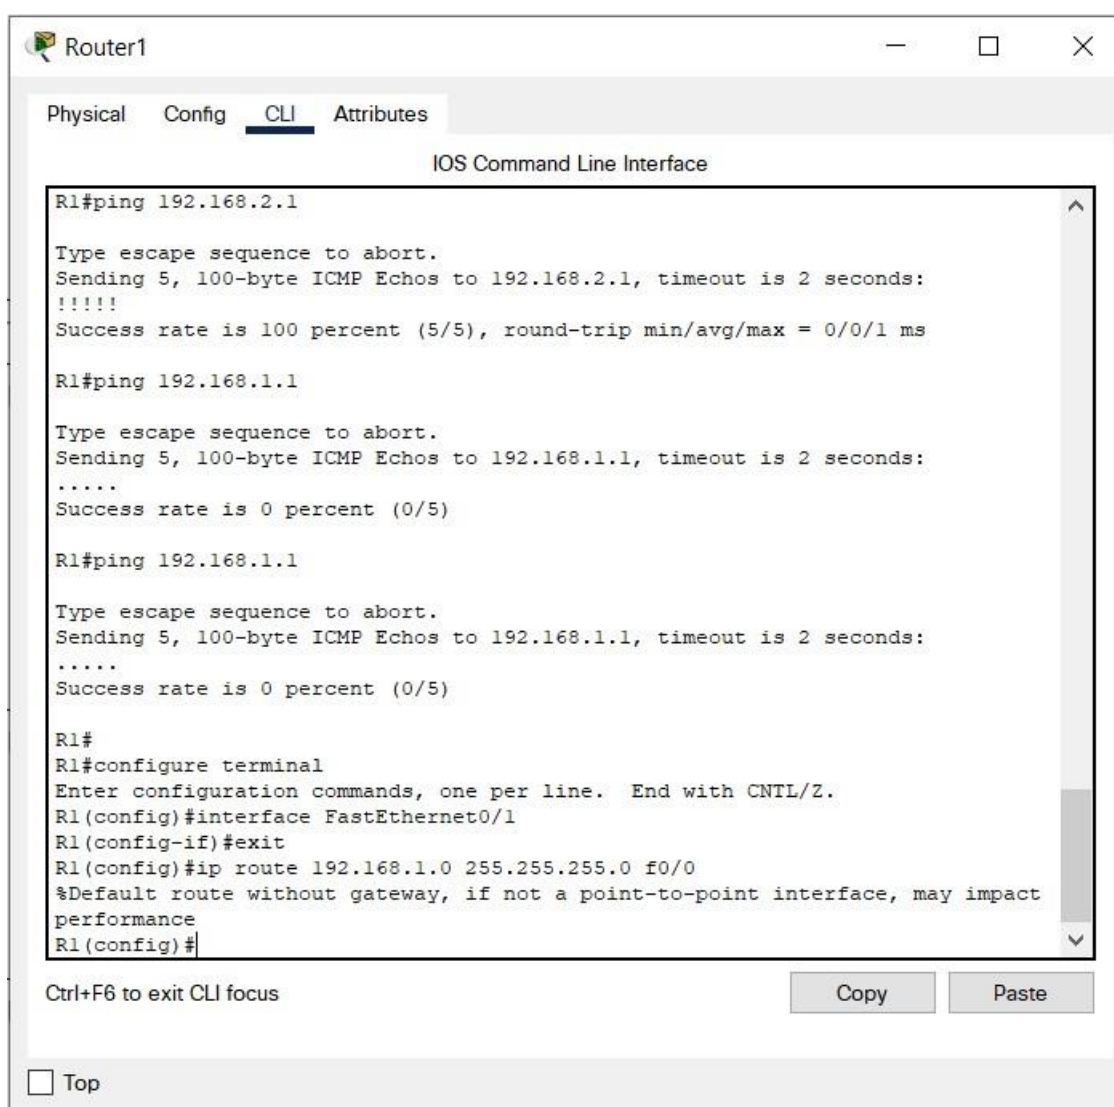 Router1
Physical Config CLI Attributes
IOS Command Line Interface
R1#ping 192.168.2.1
Type escape sequence to abort.
Sending 5, 100-byte ICMP Echos to 192.168.2.1, timeout is 2 seconds:
!!!!!
Success rate is 100 percent (5/5), round-trip min/avg/max = 0/0/1 ms
R1#ping 192.168.1.1
Type escape sequence to abort.
Sending 5, 100-byte ICMP Echos to 192.168.1.1, timeout is 2 seconds:
.....
Success rate is 0 percent (0/5)
R1#ping 192.168.1.1
Type escape sequence to abort.
Sending 5, 100-byte ICMP Echos to 192.168.1.1, timeout is 2 seconds:
.....
Success rate is 0 percent (0/5)
R1#
R1#configure terminal
Enter configuration commands, one per line.  End with CNTL/Z.
R1(config)#interface FastEthernet0/1
R1(config-if)#exit
R1(config)#ip route 192.168.1.0 255.255.255.0 f0/0
%Default route without gateway, if not a point-to-point interface, may impact
performance
R1(config)#
Ctrl+F6 to exit CLI focus
Copy Paste
Top